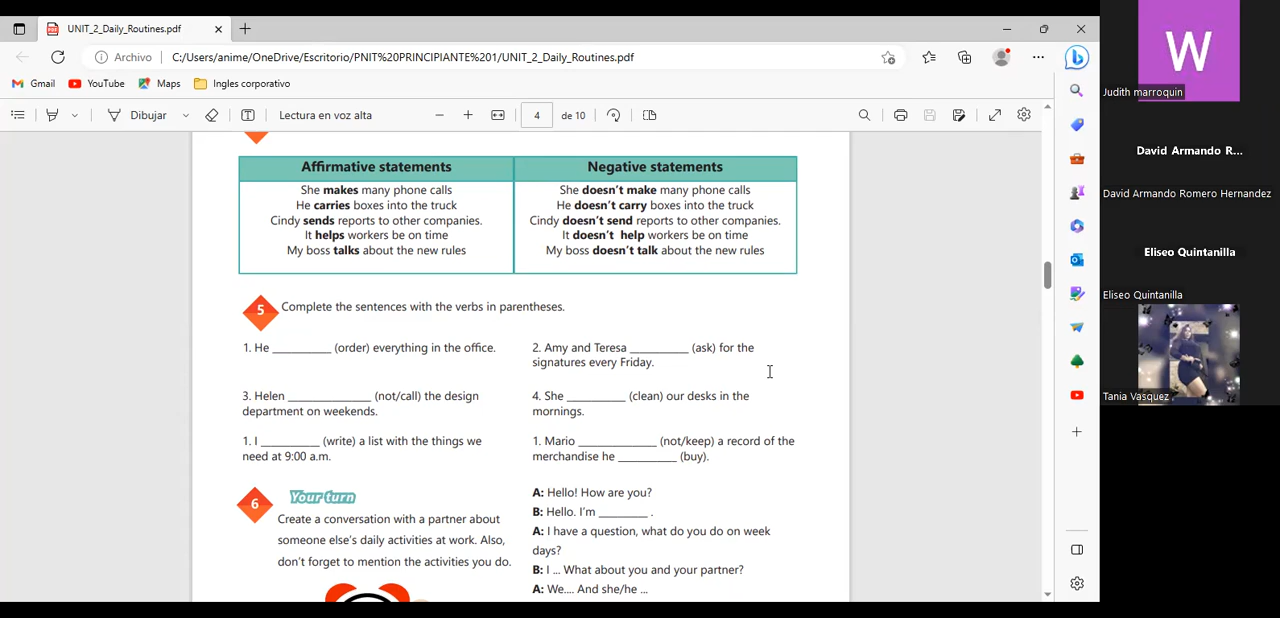 UNIT_2_Daily_Routines.pdf
Archivo
C:/Users/anime/OneDrive/Escritorio/PNIT%20PRINCIPIANTE%201/UNIT_2_Daily_Routines.pdf
Gmail
YouTube
Maps
Ingles corporativo
Dibujar
Lectura en voz alta
4
de 10
Affirmative statements
Negative statements
She makes many phone calls
She doesn't make many phone calls
He carries boxes into the truck
He doesn't carry boxes into the truck
Cindy sends reports to other companies.
Cindy doesn't send reports to other companies.
It helps workers be on time
It doesn't help workers be on time
My boss talks about the new rules
My boss doesn't talk about the new rules
5
Complete the sentences with the verbs in parentheses.
1. He __________ (order) everything in the office.
2. Amy and Teresa __________ (ask) for the
signatures every Friday.
3. Helen ______________ (not/call) the design
department on weekends.
4. She __________ (clean) our desks in the
mornings.
1. I __________ (write) a list with the things we
need at 9:00 a.m.
1. Mario _____________ (not/keep) a record of the
merchandise he __________ (buy).
6
Your turn
Create a conversation with a partner about
someone else's daily activities at work. Also,
don't forget to mention the activities you do.
A: Hello! How are you?
B: Hello. I'm ________ .
A: I have a question, what do you do on week
days?
B: I ... What about you and your partner?
A: We.... And she/he ...
W
Judith marroquin
David Armando R...
David Armando Romero Hernandez
Eliseo Quintanilla
Eliseo Quintanilla
Tania Vasquez